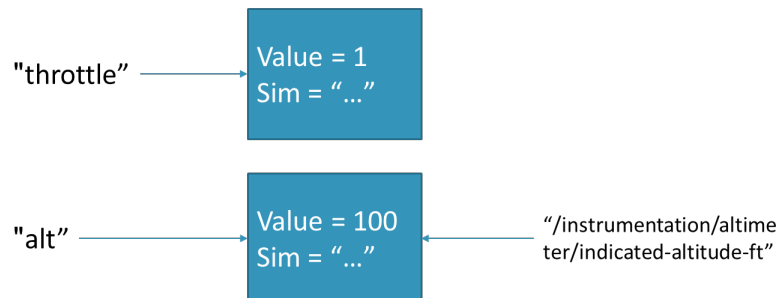 "throttle”
Value = 1
Sim = “…”
"alt”
Value = 100
Sim = “…”
“/instrumentation/altime
ter/indicated-altitude-ft”